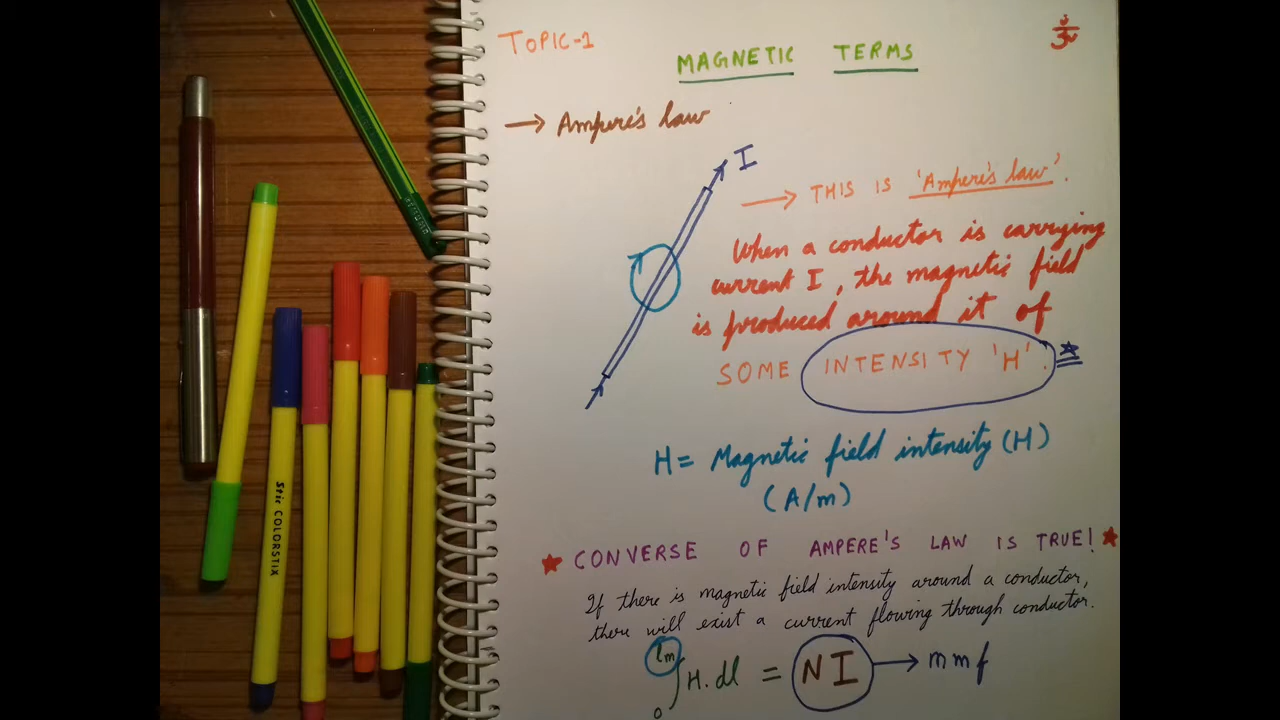 TOPIC-1
MAGNETIC TERMS
→ Ampere's law
I
→ THIS IS 'Ampere's law'.
When a conductor is carrying
current I, the magnetic field
is produced around it of
SOME INTENSITY 'H'.
H = Magnetic field intensity (H)
(A/m)
CONVERSE OF AMPERE'S LAW IS TRUE!
If there is magnetic field intensity around a conductor,
there will exist a current flowing through conductor.
∫₀^lm H.dl = NI → mmf
Stic COLORSTIX